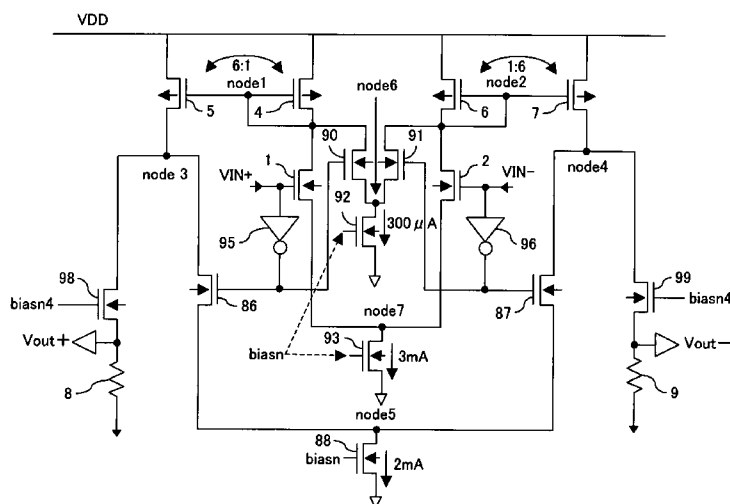 VDD
6:1
1:6
node1
node6
node2
5
4
6
7
90
91
node 3
1
2
node4
VIN+
VIN−
92
300μA
95
96
98
99
biasn4
86
87
biasn4
node7
Vout+
93
Vout−
biasn
3mA
8
9
node5
88
biasn
2mA